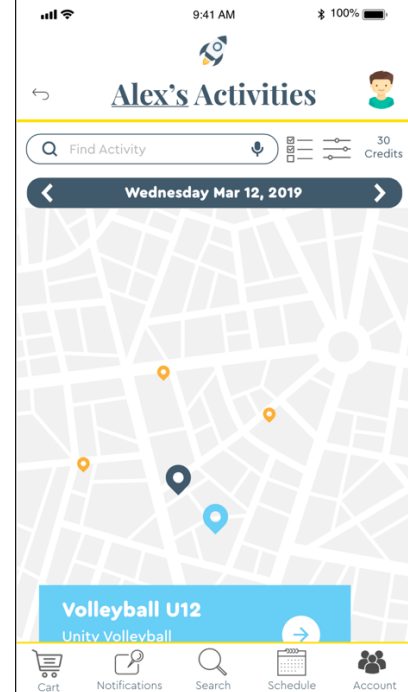 9:41 AM
100%
Alex's Activities
Find Activity
30
Credits
Wednesday Mar 12, 2019
Volleyball U12
Unity Volleyball
Cart
Notifications
Search
Schedule
Account